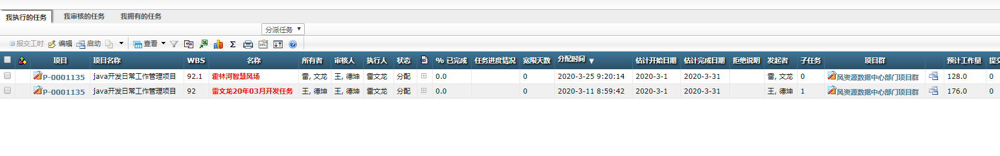 我执行的任务 我审核的任务 我拥有的任务
分派任务
报交工时 编辑 启动 查看 URL
项目 项目名称 WBS 名称 所有者 审核人 执行人 状态 % 已完成 任务进度情况 宽限天数 分配时间 估计开始日期 估计完成日期 拒绝说明 发起者 子任务 项目群 预计工作量
P-0001135 java开发日常工作管理项目 92.1 霍林河智慧风场 雷, 文龙 王, 德坤 雷文龙 分配 0.0 0 2020-3-25 9:20:14 2020-3-1 2020-3-31 雷, 文龙 0 风资源数据中心部门项目群 128.0 0
P-0001135 java开发日常工作管理项目 92 雷文龙20年03月开发任务 王, 德坤 王, 德坤 雷文龙 分配 0.0 0 2020-3-11 8:59:42 2020-3-1 2020-3-31 王, 德坤 1 风资源数据中心部门项目群 176.0 0